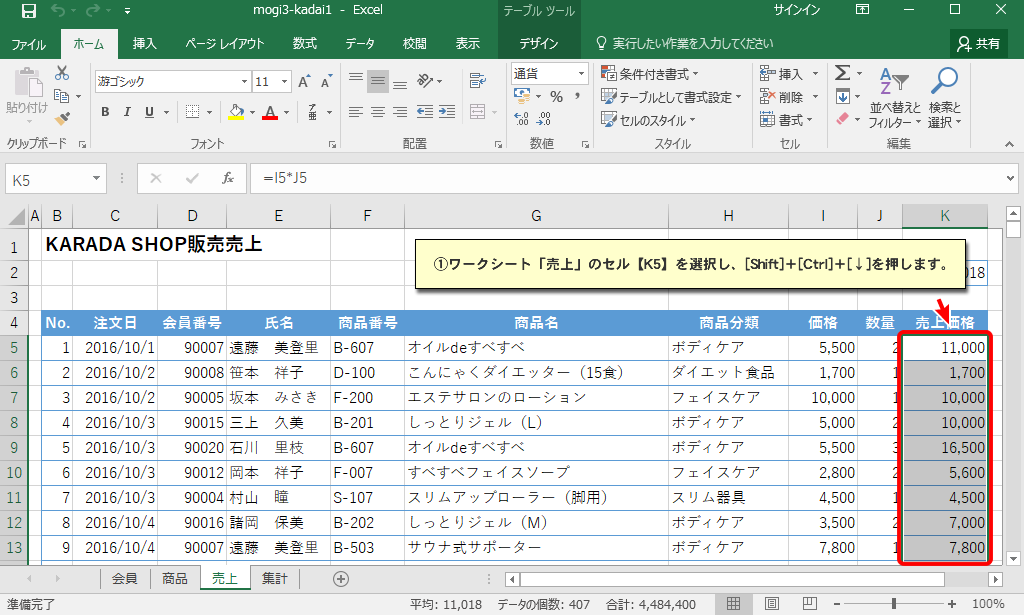 mogi3-kadai1 - Excel
テーブル ツール
サインイン
ファイル ホーム 挿入 ページ レイアウト 数式 データ 校閲 表示 デザイン 実行したい作業を入力してください 共有
貼り付け
クリップボード
游ゴシック 11
B I U
フォント
配置
通貨
数値
条件付き書式
テーブルとして書式設定
セルのスタイル
スタイル
挿入
削除
書式
セル
並べ替えと
フィルター
検索と
選択
編集
K5 fx =I5*J5
A B C D E F G H I J K
1 KARADA SHOP販売売上
①ワークシート「売上」のセル【K5】を選択し、[Shift]＋[Ctrl]＋[↓]を押します。
2 018
3
4 No. 注文日 会員番号 氏名 商品番号 商品名 商品分類 価格 数量 売上価格
5 1 2016/10/1 90007 遠藤　美登里 B-607 オイルdeすべすべ ボディケア 5,500 2 11,000
6 2 2016/10/2 90008 笹本　祥子 D-100 こんにゃくダイエッター（15食） ダイエット食品 1,700 1 1,700
7 3 2016/10/2 90005 坂本　みさき F-200 エステサロンのローション フェイスケア 10,000 1 10,000
8 4 2016/10/3 90015 三上　久美 B-201 しっとりジェル（L） ボディケア 5,000 2 10,000
9 5 2016/10/3 90020 石川　里枝 B-607 オイルdeすべすべ ボディケア 5,500 3 16,500
10 6 2016/10/3 90012 岡本　祥子 F-007 すべすべフェイスソープ フェイスケア 2,800 2 5,600
11 7 2016/10/3 90004 村山　瞳 S-107 スリムアップローラー（脚用） スリム器具 4,500 1 4,500
12 8 2016/10/4 90016 諸岡　保美 B-202 しっとりジェル（M） ボディケア 3,500 2 7,000
13 9 2016/10/4 90007 遠藤　美登里 B-503 サウナ式サポーター ボディケア 7,800 1 7,800
会員 商品 売上 集計
準備完了 平均: 11,018 データの個数: 407 合計: 4,484,400 100%